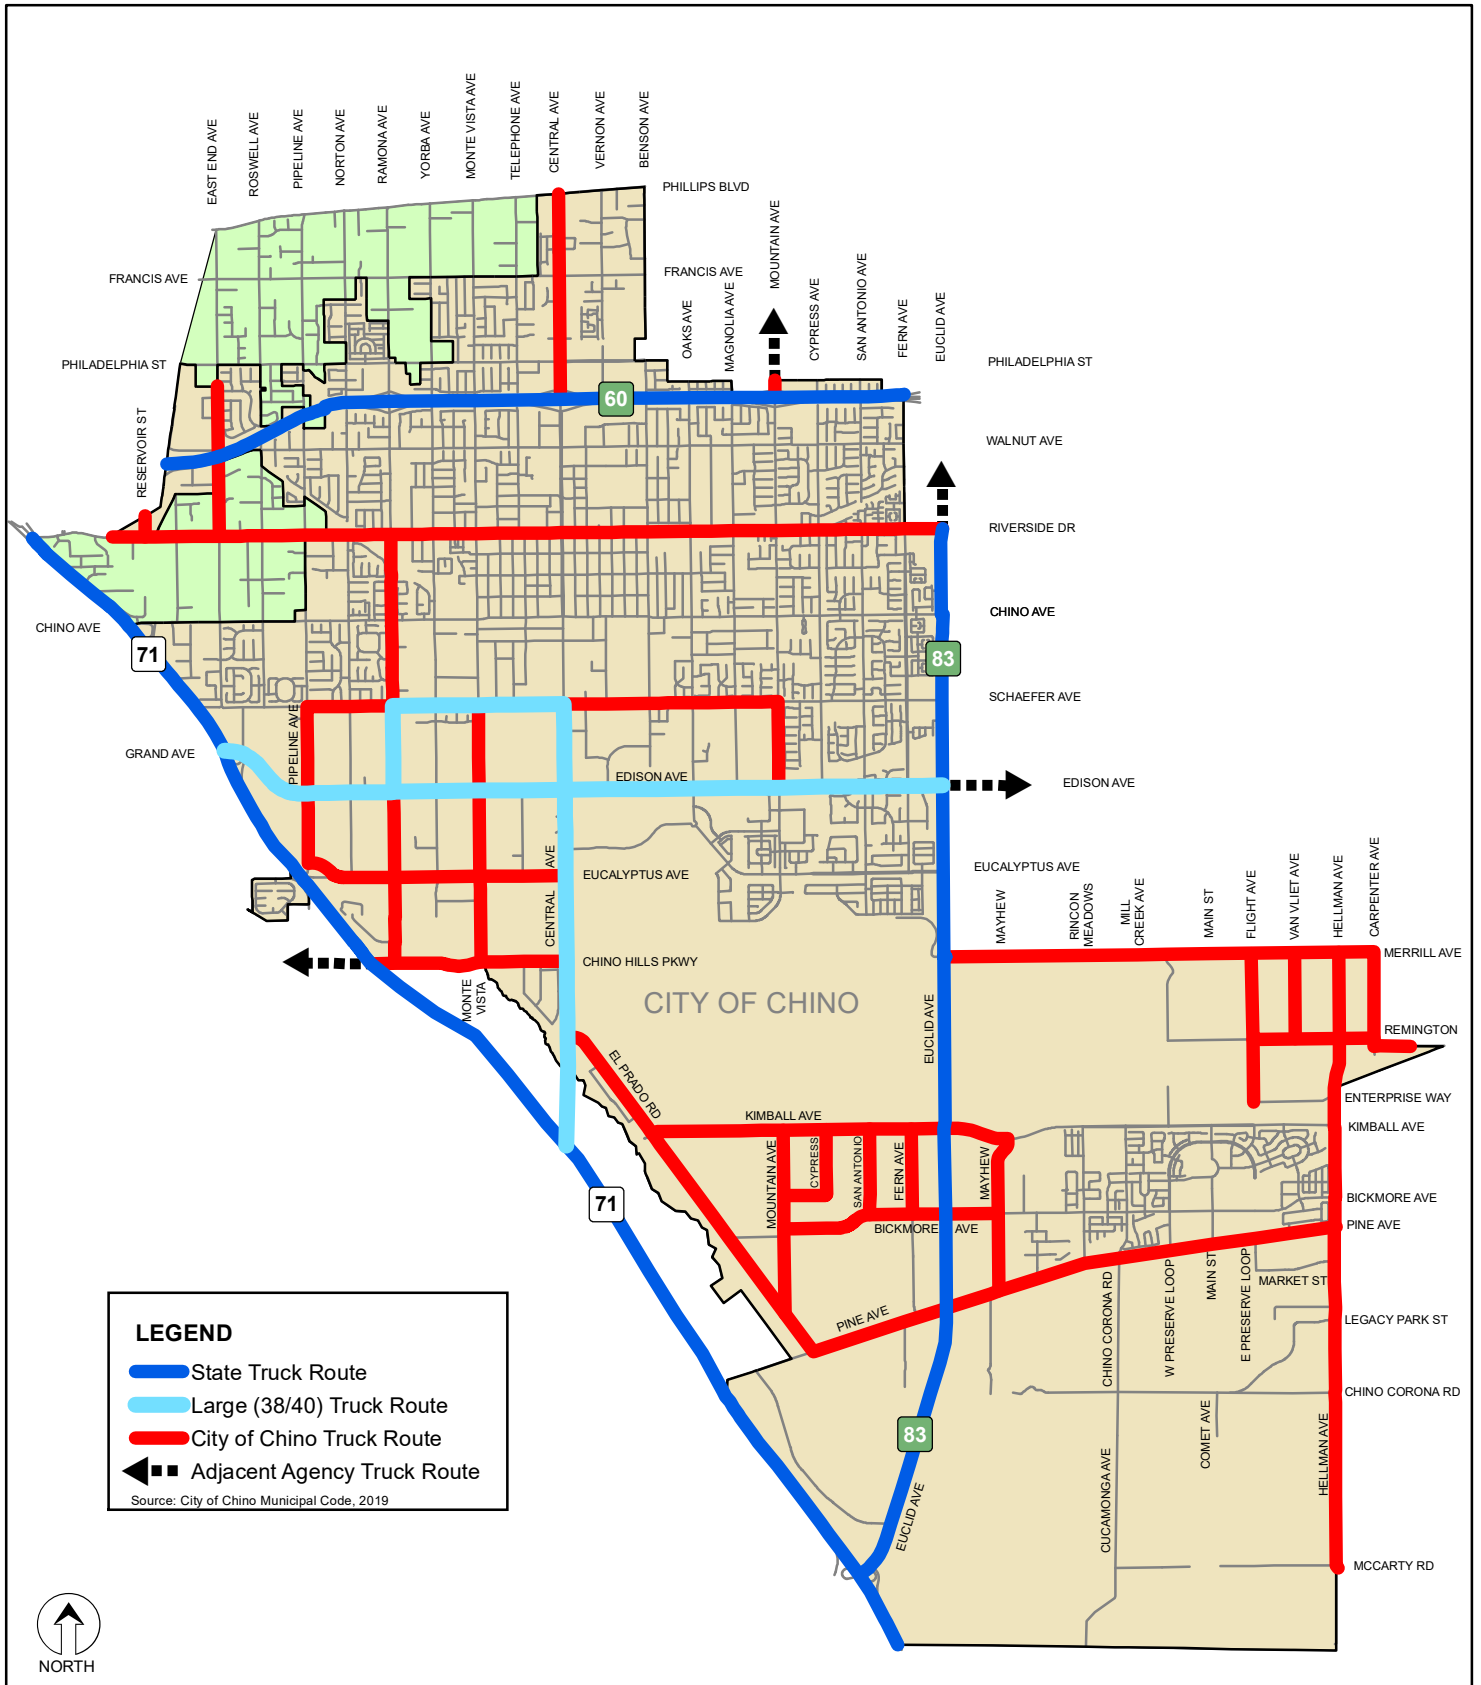 EAST END AVE
ROSWELL AVE
PIPELINE AVE
NORTON AVE
RAMONA AVE
YORBA AVE
MONTE VISTA AVE
TELEPHONE AVE
CENTRAL AVE
VERNON AVE
BENSON AVE
PHILLIPS BLVD
FRANCIS AVE
FRANCIS AVE
OAKS AVE
MAGNOLIA AVE
MOUNTAIN AVE
CYPRESS AVE
SAN ANTONIO AVE
FERN AVE
EUCLID AVE
PHILADELPHIA ST
PHILADELPHIA ST
60
WALNUT AVE
RESERVOIR ST
RIVERSIDE DR
CHINO AVE
CHINO AVE
71
83
SCHAEFER AVE
PIPELINE AVE
GRAND AVE
EDISON AVE
EDISON AVE
EUCALYPTUS AVE
EUCALYPTUS AVE
CENTRAL AVE
MAYHEW
RINCON
MEADOWS
MILL
CREEK AVE
MAIN ST
FLIGHT AVE
VAN VLIET AVE
HELLMAN AVE
CARPENTER AVE
CHINO HILLS PKWY
MERRILL AVE
MONTE
VISTA
CITY OF CHINO
EUCLID AVE
REMINGTON
EL PRADO RD
ENTERPRISE WAY
KIMBALL AVE
KIMBALL AVE
MOUNTAIN AVE
CYPRESS
SAN ANTONIO
FERN AVE
MAYHEW
71
BICKMORE AVE
BICKMORE AVE
PINE AVE
PINE AVE
CHINO CORONA RD
W PRESERVE LOOP
MAIN ST
E PRESERVE LOOP
MARKET ST
LEGACY PARK ST
CHINO CORONA RD
83
EUCLID AVE
CUCAMONGA AVE
COMET AVE
HELLMAN AVE
MCCARTY RD
LEGEND
State Truck Route
Large (38/40) Truck Route
City of Chino Truck Route
Adjacent Agency Truck Route
Source: City of Chino Municipal Code, 2019
NORTH